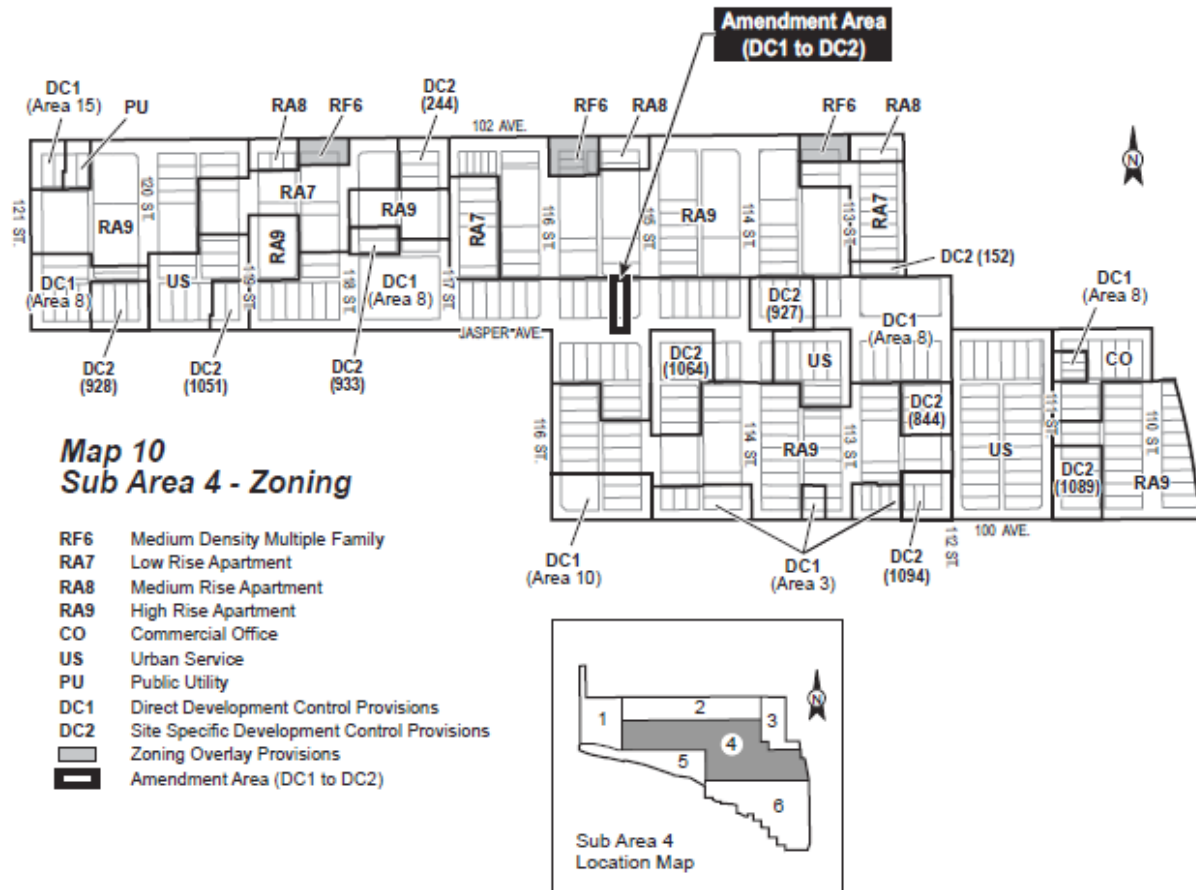 Amendment Area
(DC1 to DC2)
DC1
(Area 15)
PU
RA8
RF6
DC2
(244)
RF6
RA8
RF6
RA8
102 AVE.
N
121 ST.
120 ST.
RA9
RA7
RA9
RA9
RA7
116 ST.
115 ST.
RA9
114 ST.
113 ST.
RA7
DC2 (152)
DC1
(Area 8)
US
119 ST.
118 ST.
DC1
(Area 8)
117 ST.
JASPER AVE.
DC2
(927)
DC1
(Area 8)
DC1
(Area 8)
CO
DC2
(928)
DC2
(1051)
DC2
(933)
DC2
(1064)
US
DC2
(844)
116 ST.
114 ST.
RA9
113 ST.
US
111 ST.
110 ST.
DC2
(1089)
RA9
100 AVE.
112 ST.
DC1
(Area 10)
DC1
(Area 3)
DC2
(1094)
Map 10
Sub Area 4 - Zoning
RF6 Medium Density Multiple Family
RA7 Low Rise Apartment
RA8 Medium Rise Apartment
RA9 High Rise Apartment
CO Commercial Office
US Urban Service
PU Public Utility
DC1 Direct Development Control Provisions
DC2 Site Specific Development Control Provisions
Zoning Overlay Provisions
Amendment Area (DC1 to DC2)
1
2
3
4
5
6
N
Sub Area 4
Location Map